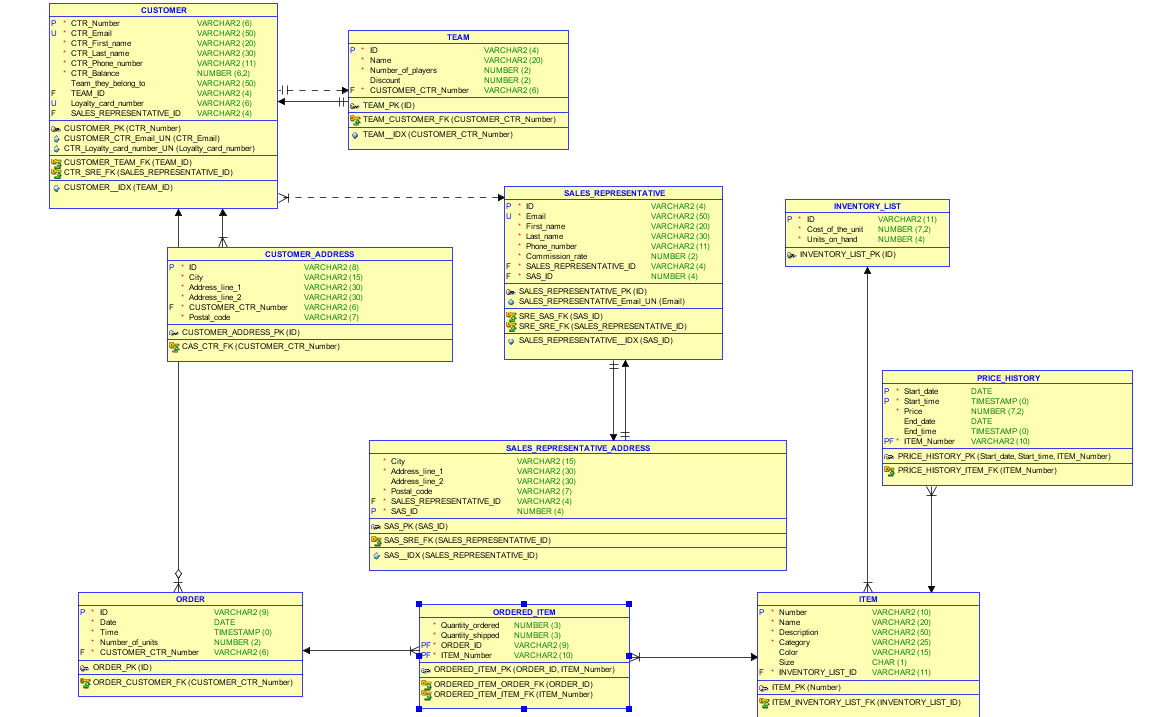 CUSTOMER
P * CTR_Number VARCHAR2 (6)
U * CTR_Email VARCHAR2 (50)
* CTR_First_name VARCHAR2 (20)
* CTR_Last_name VARCHAR2 (30)
* CTR_Phone_number VARCHAR2 (11)
* CTR_Balance NUMBER (6,2)
Team_they_belong_to VARCHAR2 (50)
F TEAM_ID VARCHAR2 (4)
U Loyalty_card_number VARCHAR2 (6)
F SALES_REPRESENTATIVE_ID VARCHAR2 (4)
CUSTOMER_PK (CTR_Number)
CUSTOMER_CTR_Email_UN (CTR_Email)
CTR_Loyalty_card_number_UN (Loyalty_card_number)
CUSTOMER_TEAM_FK (TEAM_ID)
CTR_SRE_FK (SALES_REPRESENTATIVE_ID)
CUSTOMER__IDX (TEAM_ID)
TEAM
P * ID VARCHAR2 (4)
* Name VARCHAR2 (20)
* Number_of_players NUMBER (2)
Discount NUMBER (2)
F * CUSTOMER_CTR_Number VARCHAR2 (6)
TEAM_PK (ID)
TEAM_CUSTOMER_FK (CUSTOMER_CTR_Number)
TEAM__IDX (CUSTOMER_CTR_Number)
SALES_REPRESENTATIVE
P * ID VARCHAR2 (4)
U * Email VARCHAR2 (50)
* First_name VARCHAR2 (20)
* Last_name VARCHAR2 (30)
* Phone_number VARCHAR2 (11)
* Commission_rate NUMBER (2)
F * SALES_REPRESENTATIVE_ID VARCHAR2 (4)
F * SAS_ID NUMBER (4)
SALES_REPRESENTATIVE_PK (ID)
SALES_REPRESENTATIVE_Email_UN (Email)
SRE_SAS_FK (SAS_ID)
SRE_SRE_FK (SALES_REPRESENTATIVE_ID)
SALES_REPRESENTATIVE__IDX (SAS_ID)
INVENTORY_LIST
P * ID VARCHAR2 (11)
* Cost_of_the_unit NUMBER (7,2)
* Units_on_hand NUMBER (4)
INVENTORY_LIST_PK (ID)
CUSTOMER_ADDRESS
P * ID VARCHAR2 (8)
* City VARCHAR2 (15)
* Address_line_1 VARCHAR2 (30)
* Address_line_2 VARCHAR2 (30)
F * CUSTOMER_CTR_Number VARCHAR2 (6)
* Postal_code VARCHAR2 (7)
CUSTOMER_ADDRESS_PK (ID)
CAS_CTR_FK (CUSTOMER_CTR_Number)
PRICE_HISTORY
P * Start_date DATE
P * Start_time TIMESTAMP (0)
* Price NUMBER (7,2)
End_date DATE
End_time TIMESTAMP (0)
PF * ITEM_Number VARCHAR2 (10)
PRICE_HISTORY_PK (Start_date, Start_time, ITEM_Number)
PRICE_HISTORY_ITEM_FK (ITEM_Number)
SALES_REPRESENTATIVE_ADDRESS
* City VARCHAR2 (15)
* Address_line_1 VARCHAR2 (30)
Address_line_2 VARCHAR2 (30)
* Postal_code VARCHAR2 (7)
F * SALES_REPRESENTATIVE_ID VARCHAR2 (4)
P * SAS_ID NUMBER (4)
SAS_PK (SAS_ID)
SAS_SRE_FK (SALES_REPRESENTATIVE_ID)
SAS__IDX (SALES_REPRESENTATIVE_ID)
ORDER
P * ID VARCHAR2 (9)
* Date DATE
* Time TIMESTAMP (0)
* Number_of_units NUMBER (2)
F * CUSTOMER_CTR_Number VARCHAR2 (6)
ORDER_PK (ID)
ORDER_CUSTOMER_FK (CUSTOMER_CTR_Number)
ORDERED_ITEM
* Quantity_ordered NUMBER (3)
* Quantity_shipped NUMBER (3)
PF * ORDER_ID VARCHAR2 (9)
PF * ITEM_Number VARCHAR2 (10)
ORDERED_ITEM_PK (ORDER_ID, ITEM_Number)
ORDERED_ITEM_ORDER_FK (ORDER_ID)
ORDERED_ITEM_ITEM_FK (ITEM_Number)
ITEM
P * Number VARCHAR2 (10)
* Name VARCHAR2 (20)
* Description VARCHAR2 (50)
* Category VARCHAR2 (25)
Color VARCHAR2 (15)
Size CHAR (1)
F * INVENTORY_LIST_ID VARCHAR2 (11)
ITEM_PK (Number)
ITEM_INVENTORY_LIST_FK (INVENTORY_LIST_ID)